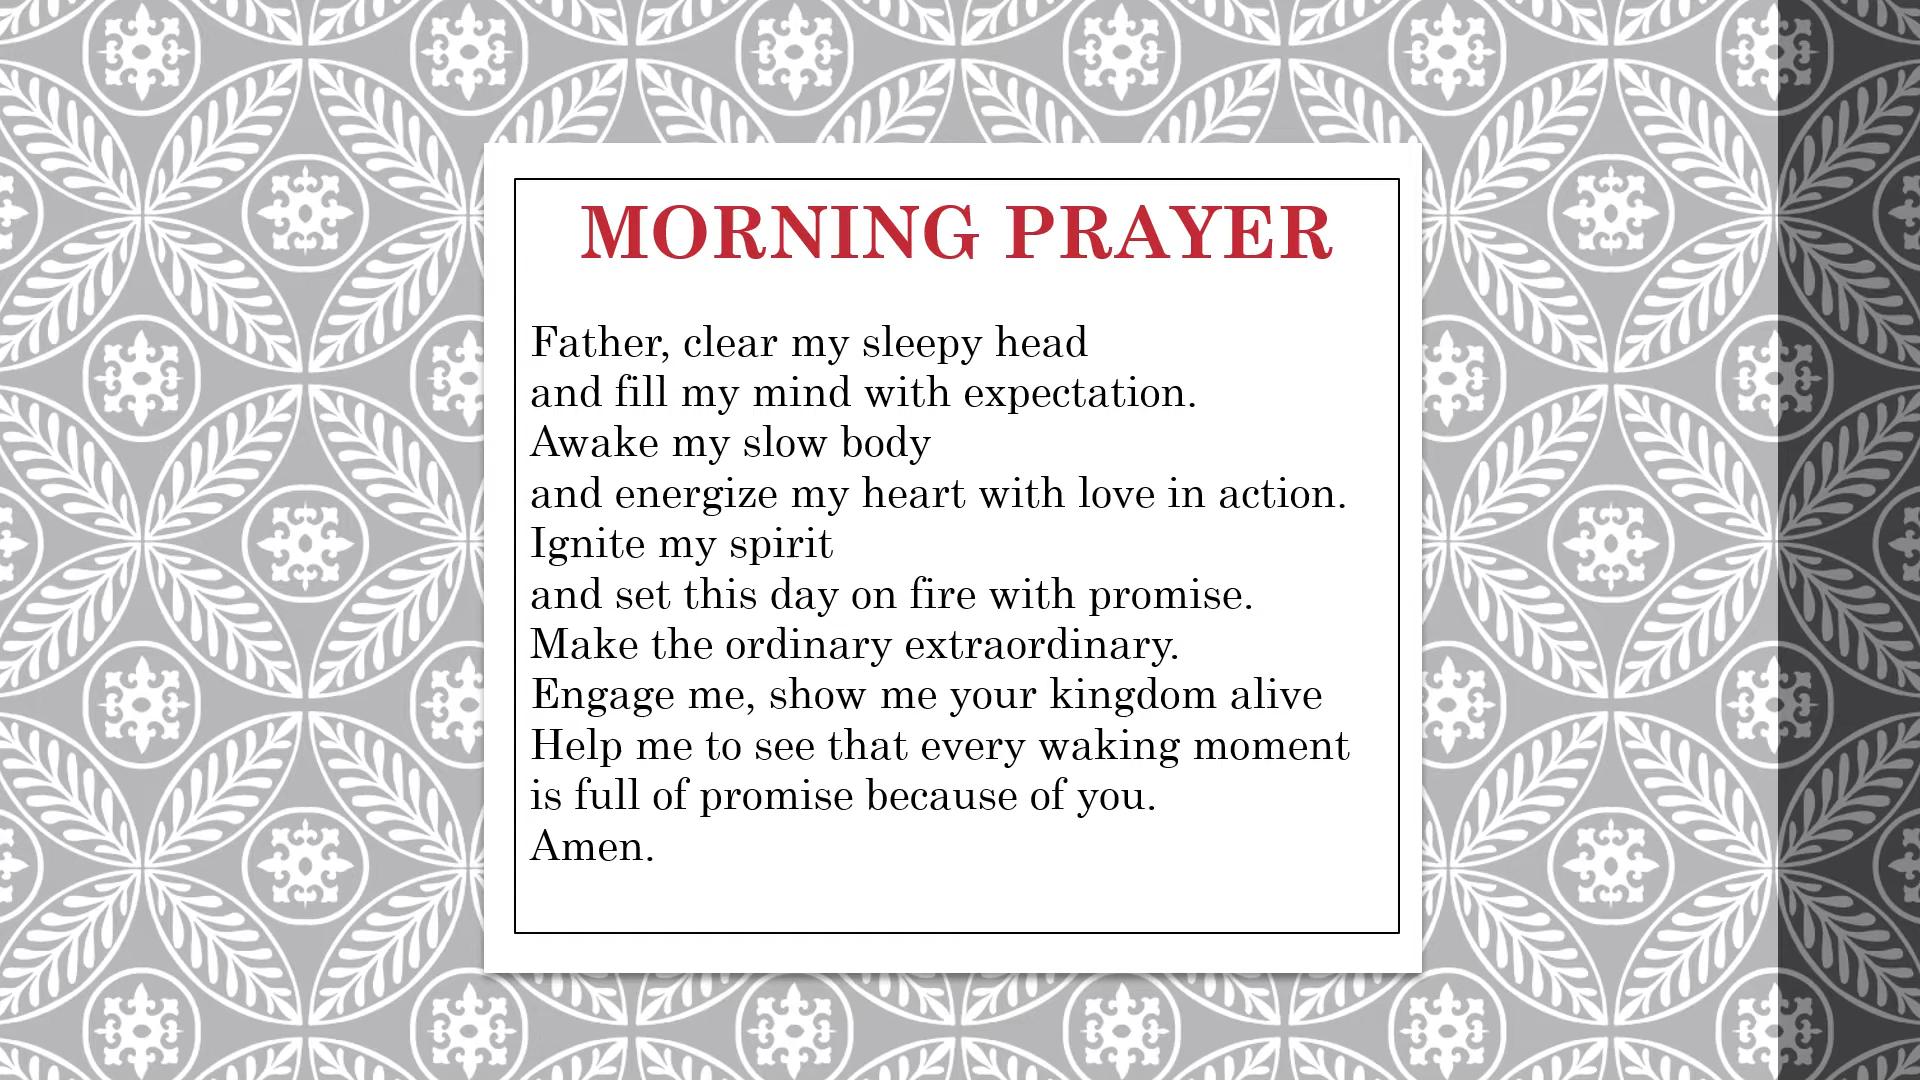 MORNING PRAYER
Father, clear my sleepy head
and fill my mind with expectation.
Awake my slow body
and energize my heart with love in action.
Ignite my spirit
and set this day on fire with promise.
Make the ordinary extraordinary.
Engage me, show me your kingdom alive
Help me to see that every waking moment
is full of promise because of you.
Amen.